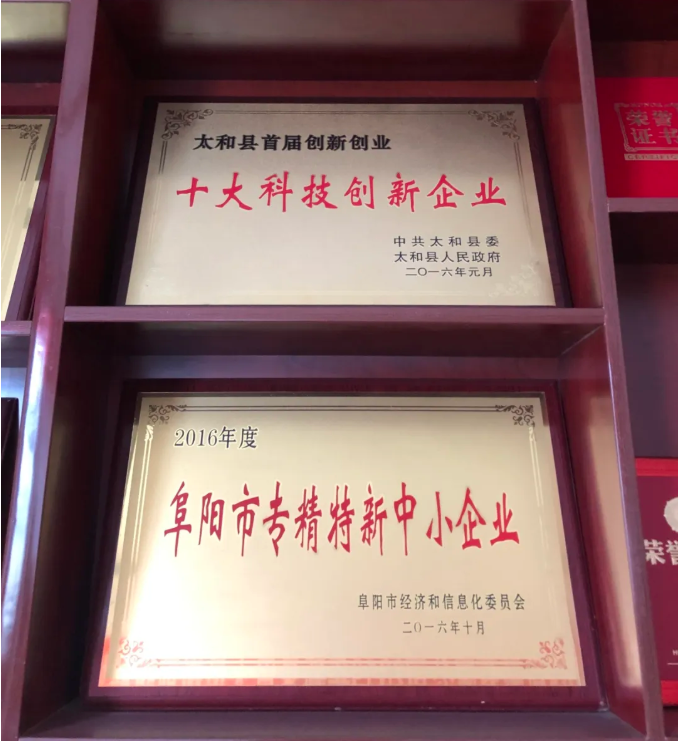 太和县首届创新创业
十大科技创新企业
中共太和县委
太和县人民政府
二〇一六年元月
2016年度
阜阳市专精特新中小企业
阜阳市经济和信息化委员会
二〇一六年十月
荣誉
证书
荣誉